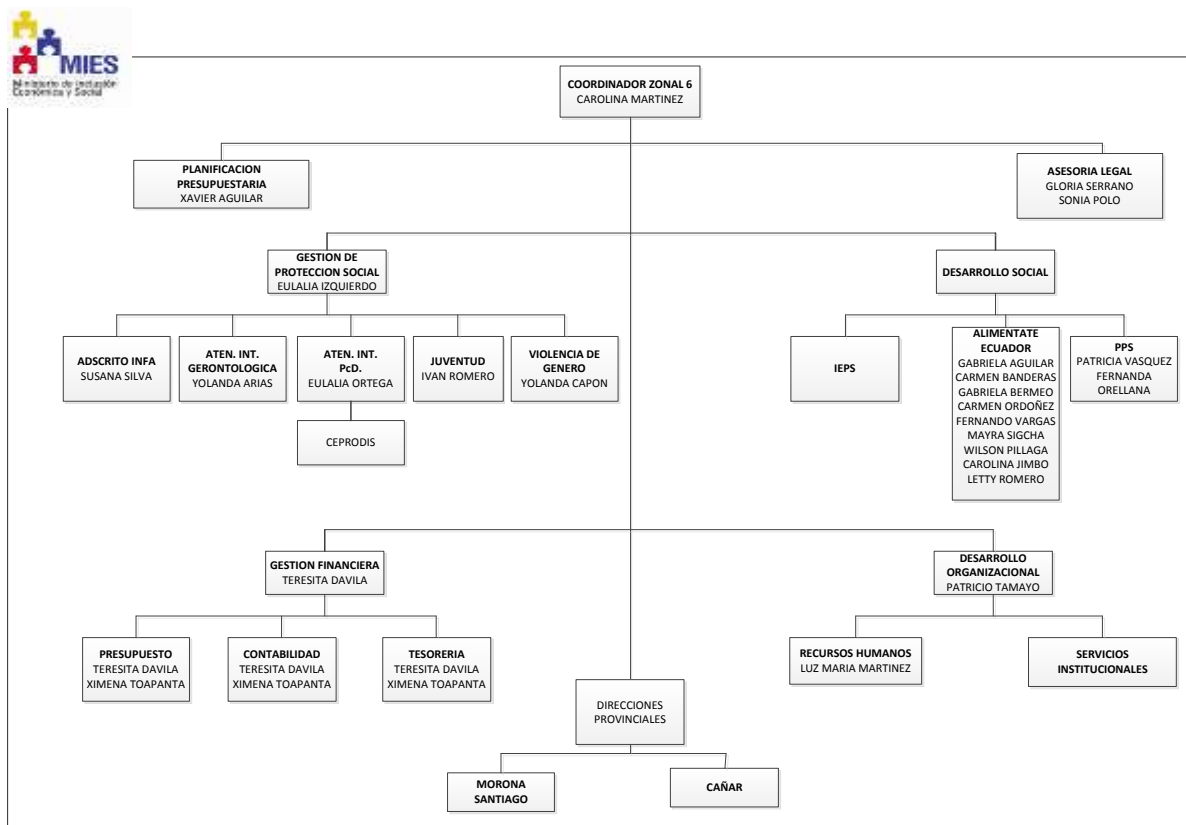 MIES
Ministerio de Inclusión
Económica y Social
COORDINADOR ZONAL 6
CAROLINA MARTINEZ
PLANIFICACION
PRESUPUESTARIA
XAVIER AGUILAR
ASESORIA LEGAL
GLORIA SERRANO
SONIA POLO
GESTION DE
PROTECCION SOCIAL
EULALIA IZQUIERDO
DESARROLLO SOCIAL
ADSCRITO INFA
SUSANA SILVA
ATEN. INT.
GERONTOLOGICA
YOLANDA ARIAS
ATEN. INT.
PcD.
EULALIA ORTEGA
JUVENTUD
IVAN ROMERO
VIOLENCIA DE
GENERO
YOLANDA CAPON
CEPRODIS
IEPS
ALIMENTATE
ECUADOR
GABRIELA AGUILAR
CARMEN BANDERAS
GABRIELA BERMEO
CARMEN ORDOÑEZ
FERNANDO VARGAS
MAYRA SIGCHA
WILSON PILLAGA
CAROLINA JIMBO
LETTY ROMERO
PPS
PATRICIA VASQUEZ
FERNANDA
ORELLANA
GESTION FINANCIERA
TERESITA DAVILA
DESARROLLO
ORGANIZACIONAL
PATRICIO TAMAYO
PRESUPUESTO
TERESITA DAVILA
XIMENA TOAPANTA
CONTABILIDAD
TERESITA DAVILA
XIMENA TOAPANTA
TESORERIA
TERESITA DAVILA
XIMENA TOAPANTA
RECURSOS HUMANOS
LUZ MARIA MARTINEZ
SERVICIOS
INSTITUCIONALES
DIRECCIONES
PROVINCIALES
MORONA
SANTIAGO
CAÑAR